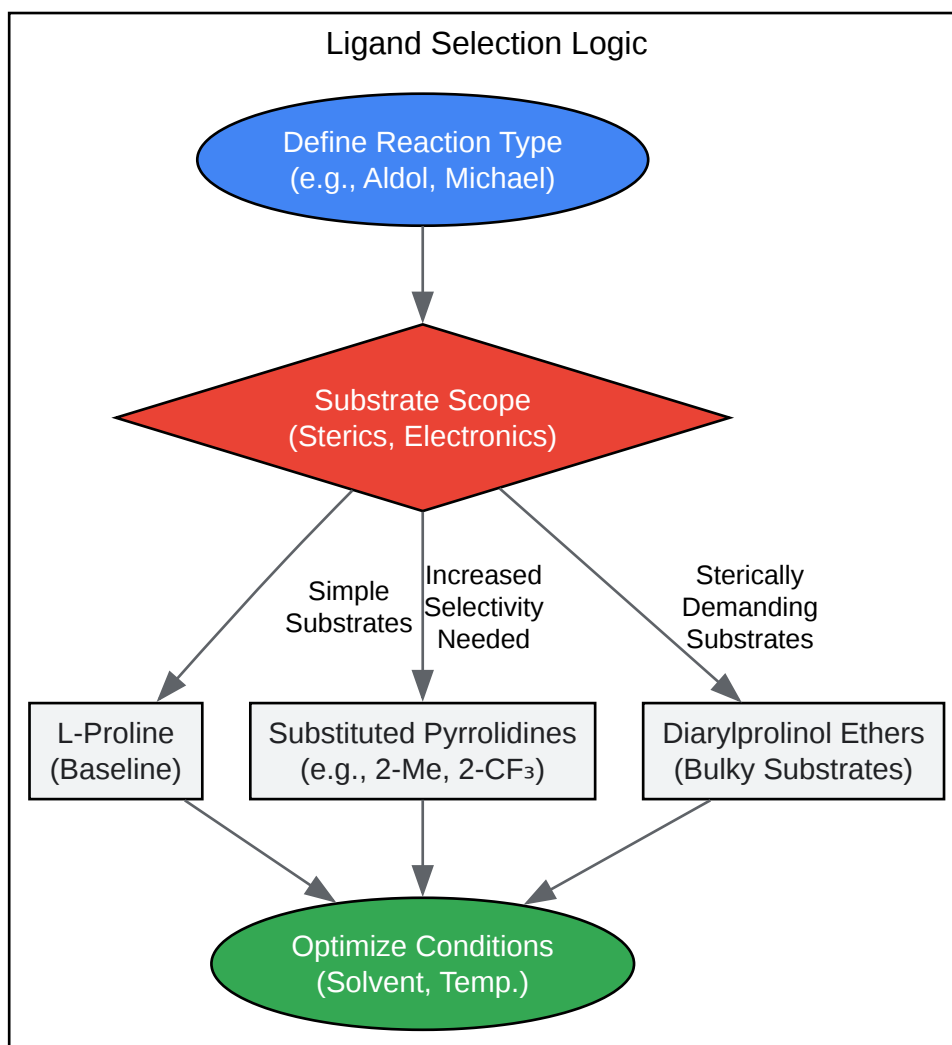 Ligand Selection Logic
Define Reaction Type
(e.g., Aldol, Michael)
Substrate Scope
(Sterics, Electronics)
Simple
Substrates
Increased
Selectivity
Needed
Sterically
Demanding
Substrates
L-Proline
(Baseline)
Substituted Pyrrolidines
(e.g., 2-Me, 2-CF₃)
Diarylprolinol Ethers
(Bulky Substrates)
Optimize Conditions
(Solvent, Temp.)